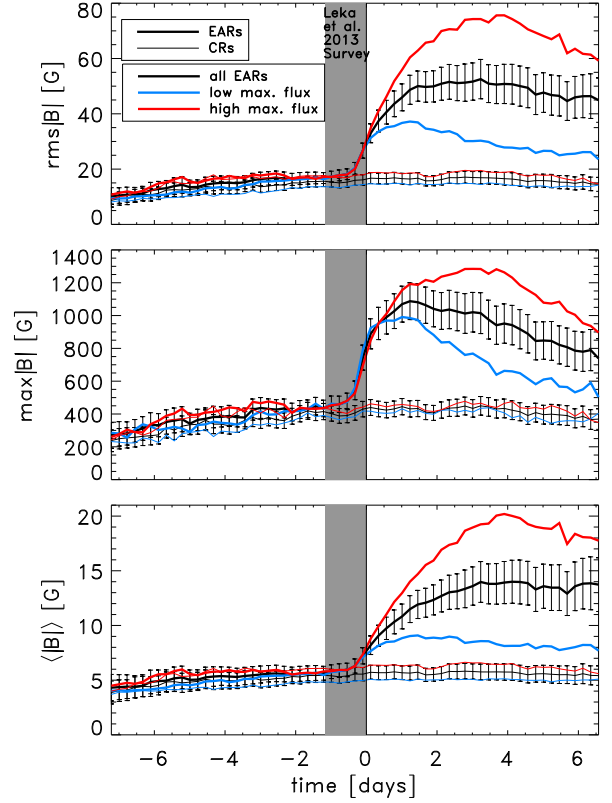 80
60
40
20
0
rms|B| [G]
EARs
CRs
all EARs
low max. flux
high max. flux
Leka
et al.
2013
Survey
1400
1200
1000
800
600
400
200
0
max|B| [G]
20
15
10
5
0
⟨|B|⟩ [G]
−6 −4 −2 0 2 4 6
time [days]